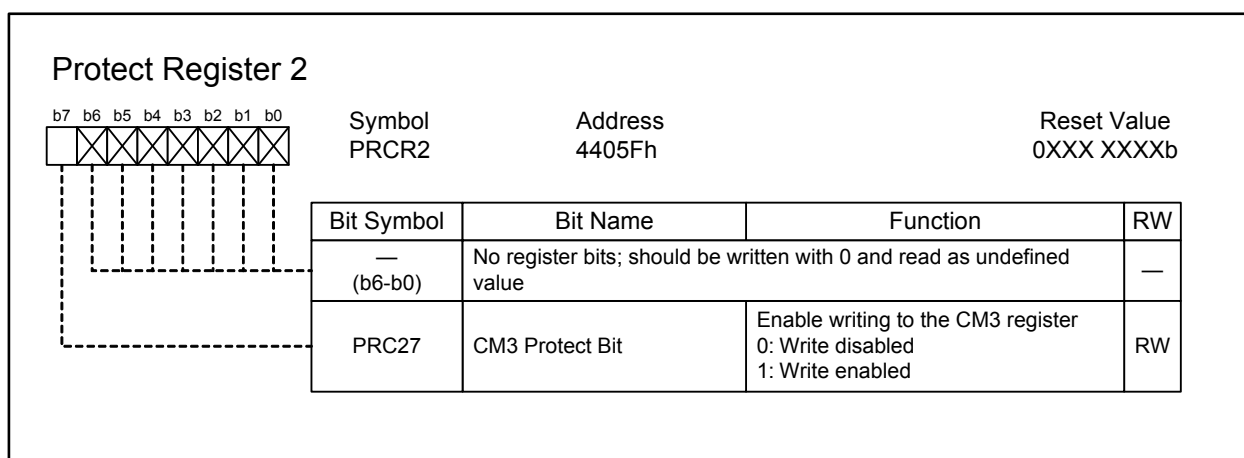 Protect Register 2
b7 b6 b5 b4 b3 b2 b1 b0
Symbol Address Reset Value
PRCR2 4405Fh 0XXX XXXXb
Bit Symbol Bit Name Function RW
— (b6-b0) No register bits; should be written with 0 and read as undefined value —
PRC27 CM3 Protect Bit Enable writing to the CM3 register
0: Write disabled
1: Write enabled RW